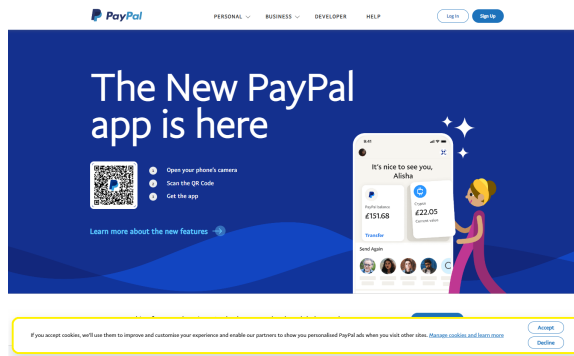 PayPal
PERSONAL BUSINESS DEVELOPER HELP
Log In Sign Up
The New PayPal
app is here
Open your phone's camera
Scan the QR Code
Get the app
Learn more about the new features
It's nice to see you,
Alisha
PayPal balance
£151.68
Transfer
Crypto
£22.05
Send Again
If you accept cookies, we'll use them to improve and customise your experience and enable our partners to show you personalised PayPal ads when you visit other sites. Manage cookies and learn more
Accept
Decline